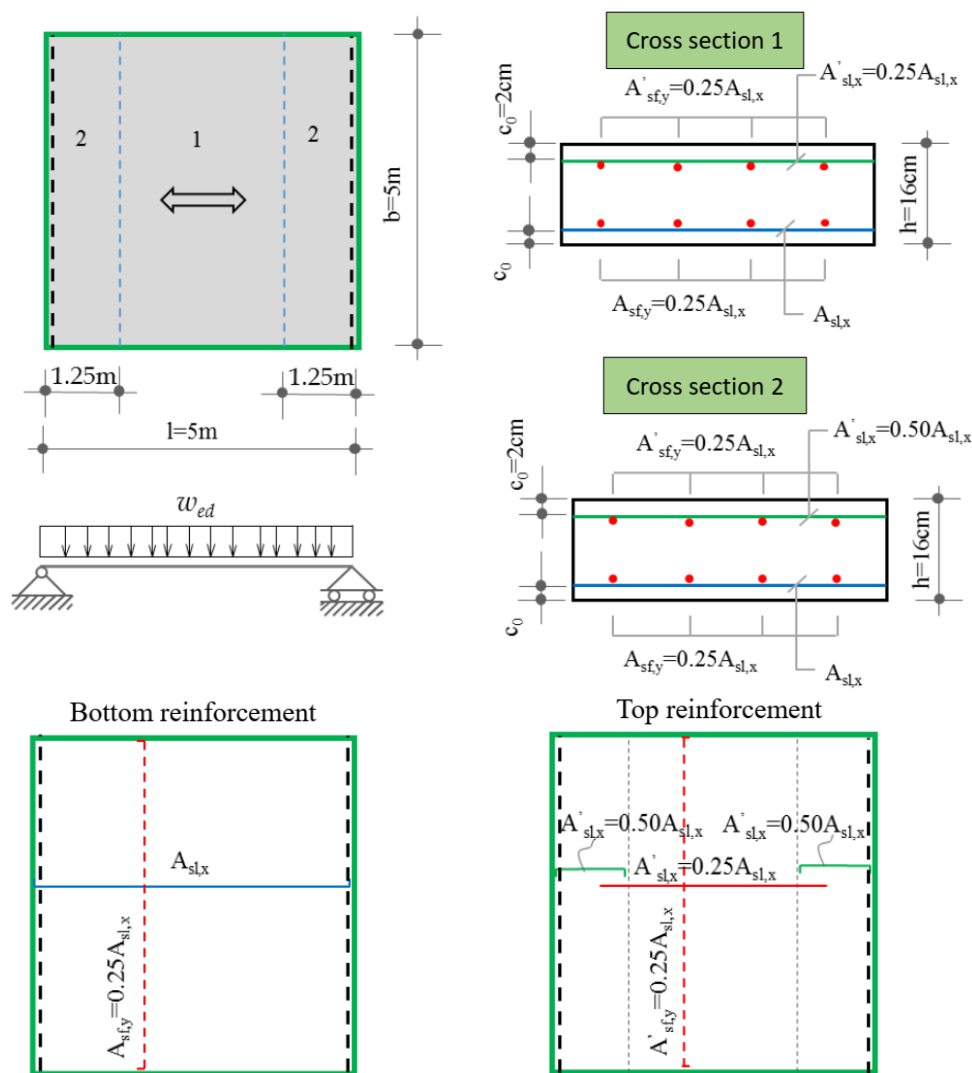 2
1
2
b=5m
1.25m
1.25m
l=5m
w_ed
Cross section 1
A'sf,y=0.25Asl,x
A'sl,x=0.25Asl,x
c0=2cm
h=16cm
c0
Asf,y=0.25Asl,x
Asl,x
Cross section 2
A'sf,y=0.25Asl,x
A'sl,x=0.50Asl,x
c0=2cm
h=16cm
c0
Asf,y=0.25Asl,x
Asl,x
Bottom reinforcement
Asl,x
Asf,y=0.25Asl,x
Top reinforcement
A'sl,x=0.50Asl,x
A'sl,x=0.50Asl,x
A'sl,x=0.25Asl,x
A'sf,y=0.25Asl,x